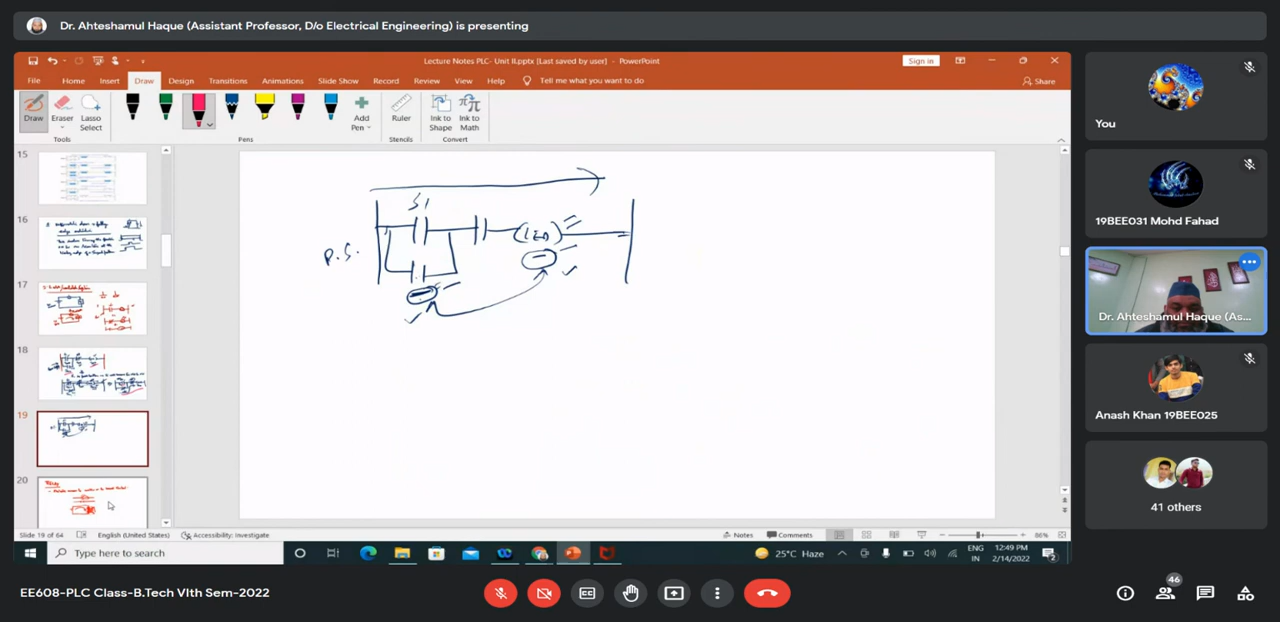 Dr. Ahteshamul Haque (Assistant Professor, D/o Electrical Engineering) is presenting
Lecture Notes PLC- Unit II.pptx [Last saved by user] - PowerPoint
Sign in
File Home Insert Draw Design Transitions Animations Slide Show Record Review View Help Tell me what you want to do
Share
Draw Eraser Lasso Select
Add Pen
Ruler
Ink to Shape Ink to Math
Tools Pens Stencils Convert
15
16
17
18
19
20
S1
LED
P.S.
Slide 19 of 64 English (United States) Accessibility: Investigate
Notes Comments 86%
Type here to search
25°C Haze
ENG IN
12:49 PM
2/14/2022
2
You
19BEE031 Mohd Fahad
Dr. Ahteshamul Haque (As...
Anash Khan 19BEE025
41 others
EE608-PLC Class-B.Tech VIth Sem-2022
46